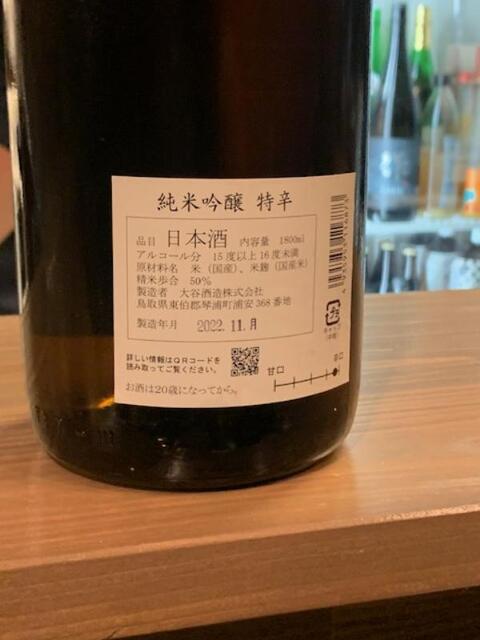 純米吟醸 特辛
品目 日本酒 内容量 1800ml
アルコール分 15度以上16度未満
原材料名 米（国産）、米麹（国産米）
精米歩合 50%
製造者 大谷酒造株式会社
鳥取県東伯郡琴浦町浦安368番地
製造年月 2022.11.月
詳しい情報はQRコードを
読み取ってご覧ください。
甘口 辛口
お酒は20歳になってから。
キャップ